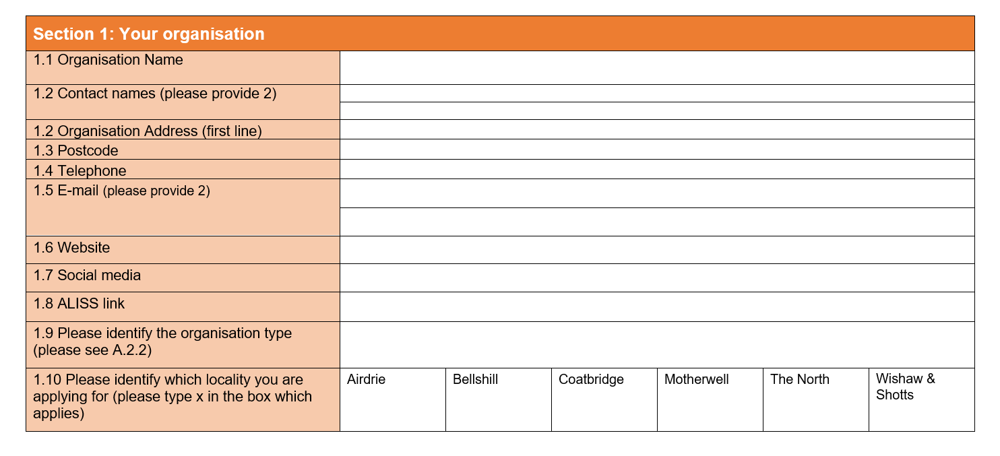 Section 1: Your organisation
1.1 Organisation Name
1.2 Contact names (please provide 2)
1.2 Organisation Address (first line)
1.3 Postcode
1.4 Telephone
1.5 E-mail (please provide 2)
1.6 Website
1.7 Social media
1.8 ALISS link
1.9 Please identify the organisation type
(please see A.2.2)
1.10 Please identify which locality you are
applying for (please type x in the box which
applies)
Airdrie
Bellshill
Coatbridge
Motherwell
The North
Wishaw &
Shotts